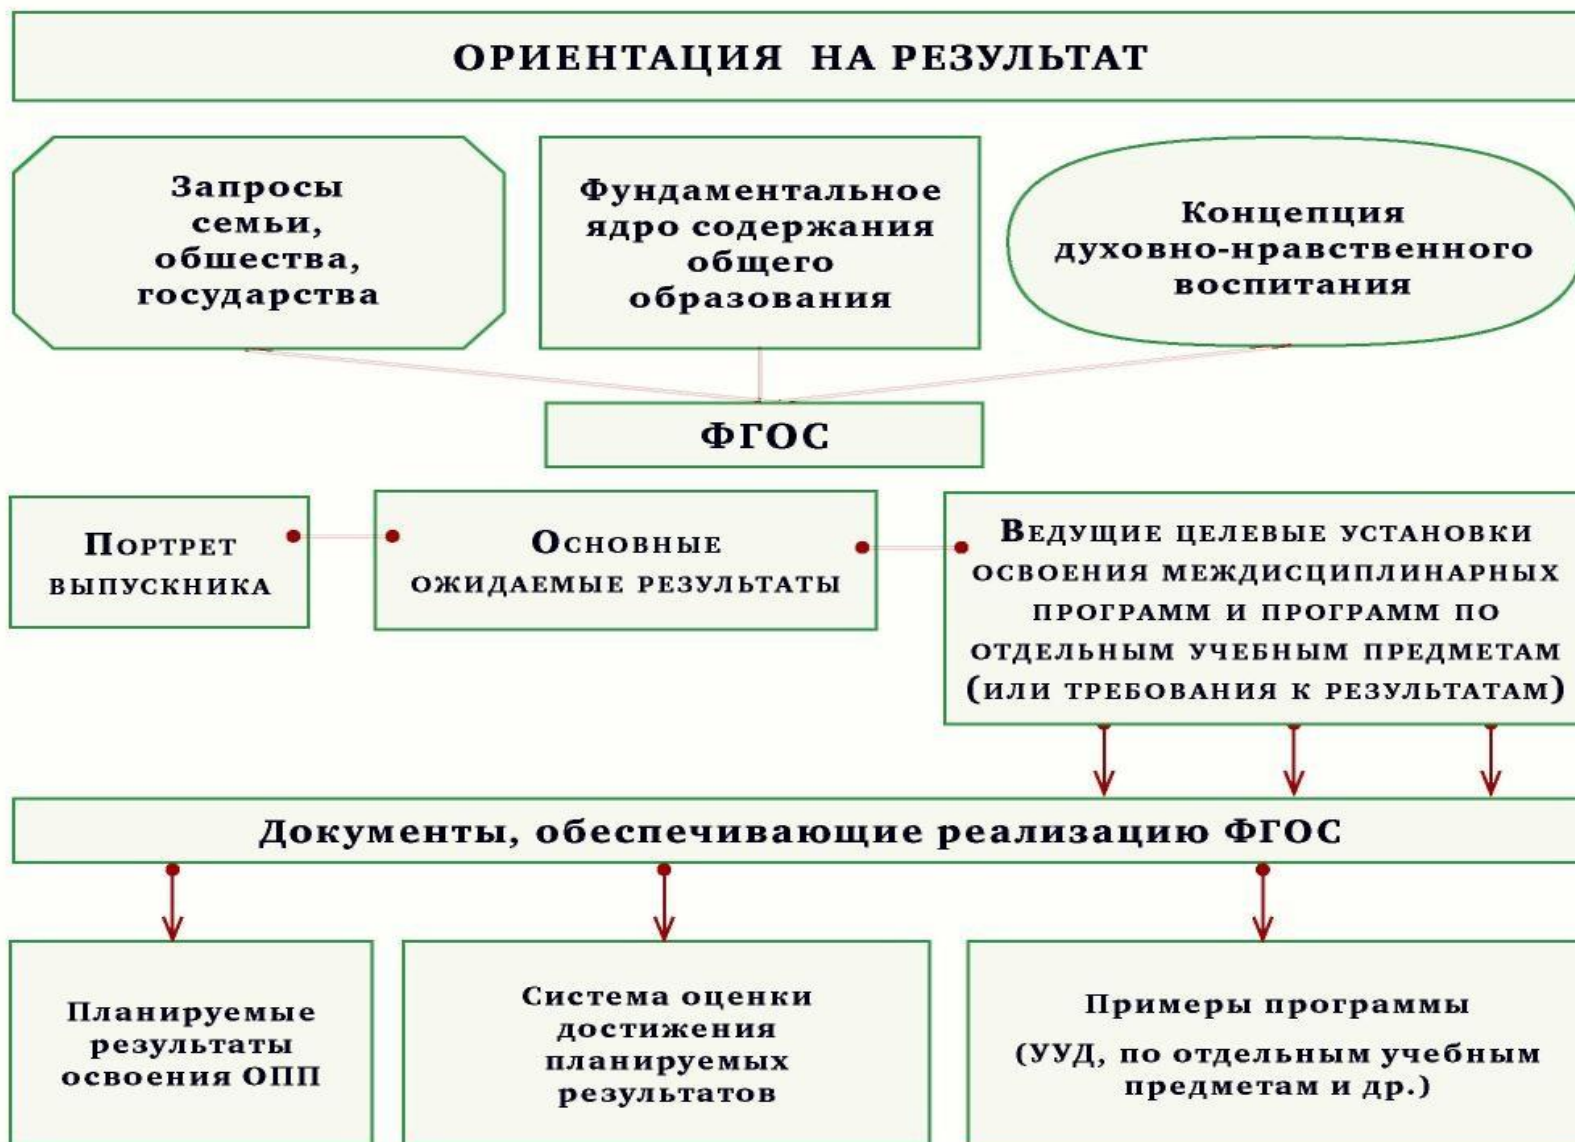 ОРИЕНТАЦИЯ НА РЕЗУЛЬТАТ
Запросы
семьи,
обшества,
государства
Фундаментальное
ядро содержания
общего
образования
Концепция
духовно-нравственного
воспитания
ФГОС
Портрет
выпускника
Основные
ожидаемые результаты
Ведущие целевые установки
освоения междисциплинарных
программ и программ по
отдельным учебным предметам
(или требования к результатам)
Документы, обеспечивающие реализацию ФГОС
Планируемые
результаты
освоения ОПП
Система оценки
достижения
планируемых
результатов
Примеры программы
(УУД, по отдельным учебным
предметам и др.)